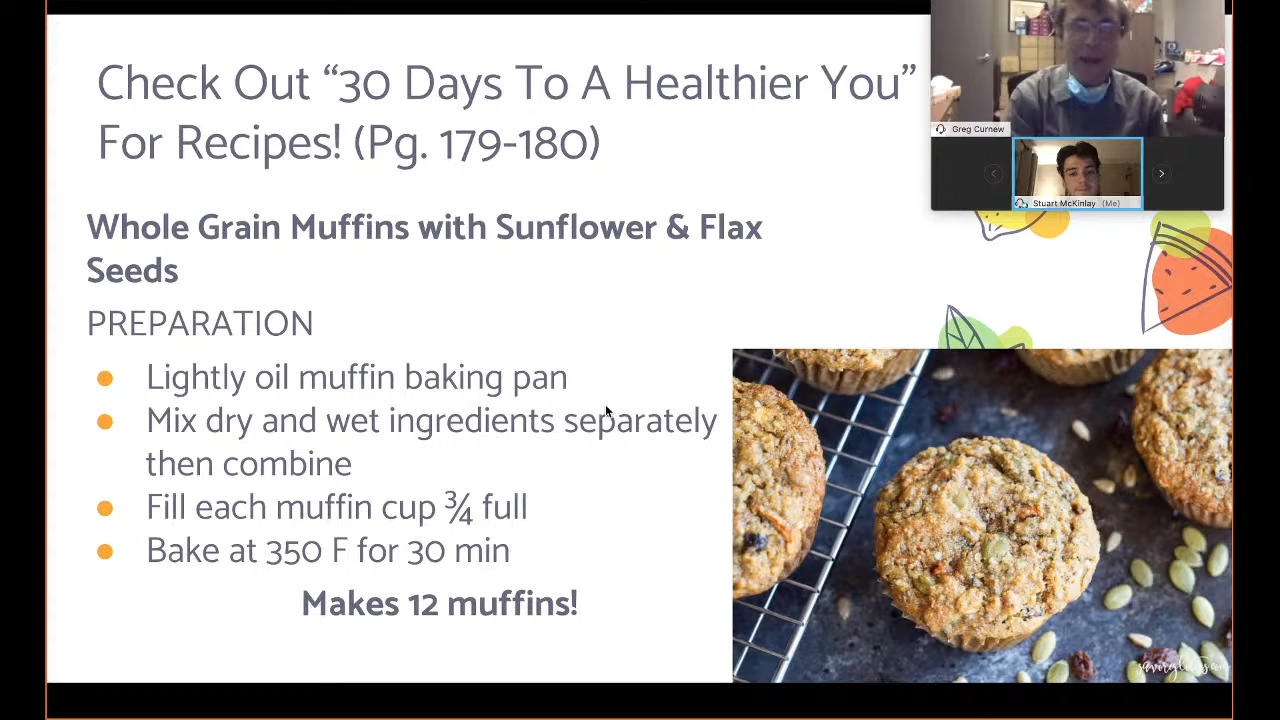 Check Out “30 Days To A Healthier You”
For Recipes! (Pg. 179-180)
Greg Curnew
Stuart McKinlay (Me)
Whole Grain Muffins with Sunflower & Flax
Seeds
PREPARATION
Lightly oil muffin baking pan
Mix dry and wet ingredients separately
then combine
Fill each muffin cup ¾ full
Bake at 350 F for 30 min
Makes 12 muffins!